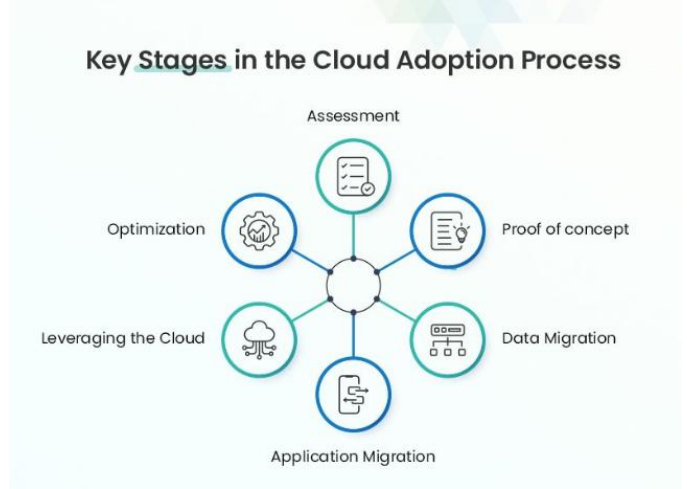 Key Stages in the Cloud Adoption Process
Assessment
Proof of concept
Data Migration
Application Migration
Leveraging the Cloud
Optimization